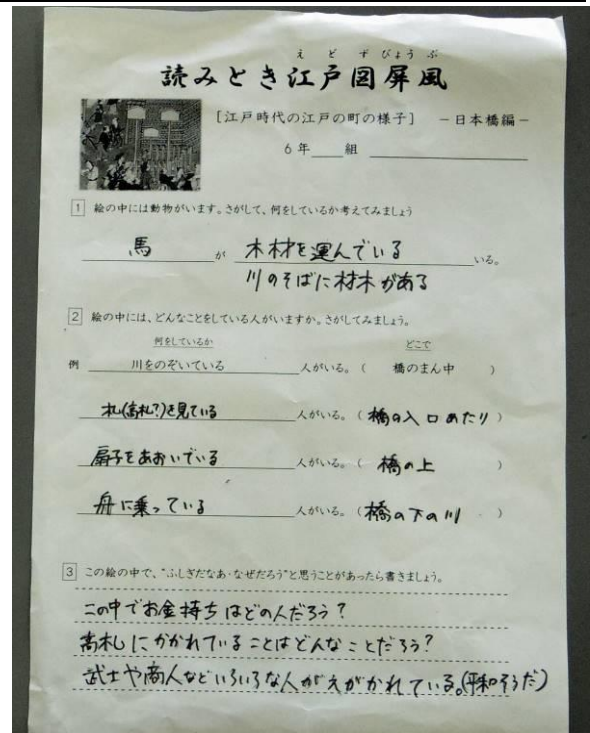 えどずびょうぶ
読みとき江戸図屏風
[江戸時代の江戸の町の様子] －日本橋編－
6年 組
1 絵の中には動物がいます。さがして、何をしているか考えてみましょう
馬 が 木材を運んでいる いる。
川のそばに材木がある
2 絵の中には、どんなことをしている人がいますか。さがしてみましょう。
何をしているか どこで
例 川をのぞいている 人がいる。( 橋のまん中 )
札(高札?)を見ている 人がいる。( 橋の入口あたり )
扇子をあおいでいる 人がいる。( 橋の上 )
舟に乗っている 人がいる。( 橋の下の川 )
3 この絵の中で、“ふしぎだなあ・なぜだろう”と思うことがあったら書きましょう。
この中でお金持ちはどの人だろう?
高札にかかれていることはどんなことだろう?
武士や商人などいろいろな人がえがかれている。(平和そうだ)